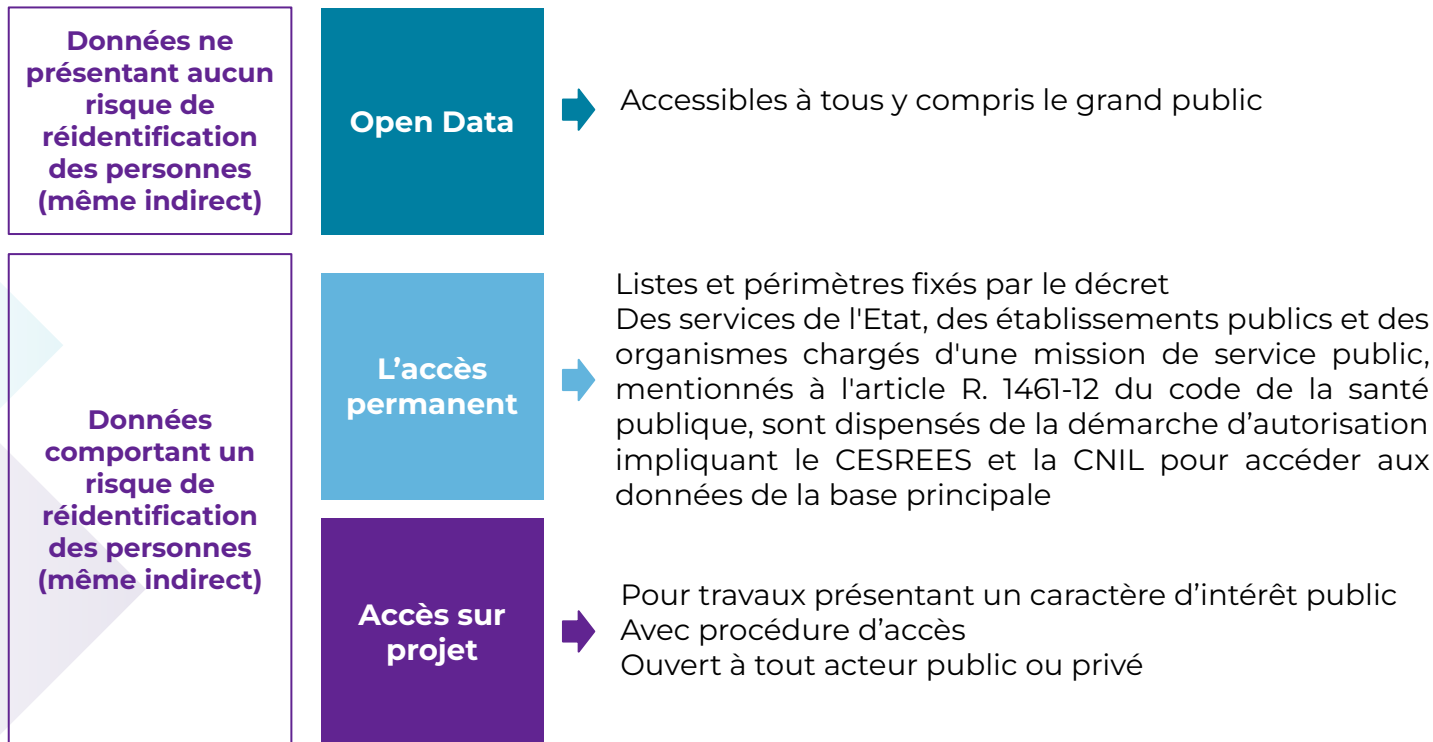 Données ne
présentant aucun
risque de
réidentification
des personnes
(même indirect)
Open Data
Accessibles à tous y compris le grand public
Données
comportant un
risque de
réidentification
des personnes
(même indirect)
L’accès
permanent
Listes et périmètres fixés par le décret
Des services de l'Etat, des établissements publics et des
organismes chargés d'une mission de service public,
mentionnés à l'article R. 1461-12 du code de la santé
publique, sont dispensés de la démarche d’autorisation
impliquant le CESREES et la CNIL pour accéder aux
données de la base principale
Accès sur
projet
Pour travaux présentant un caractère d’intérêt public
Avec procédure d’accès
Ouvert à tout acteur public ou privé